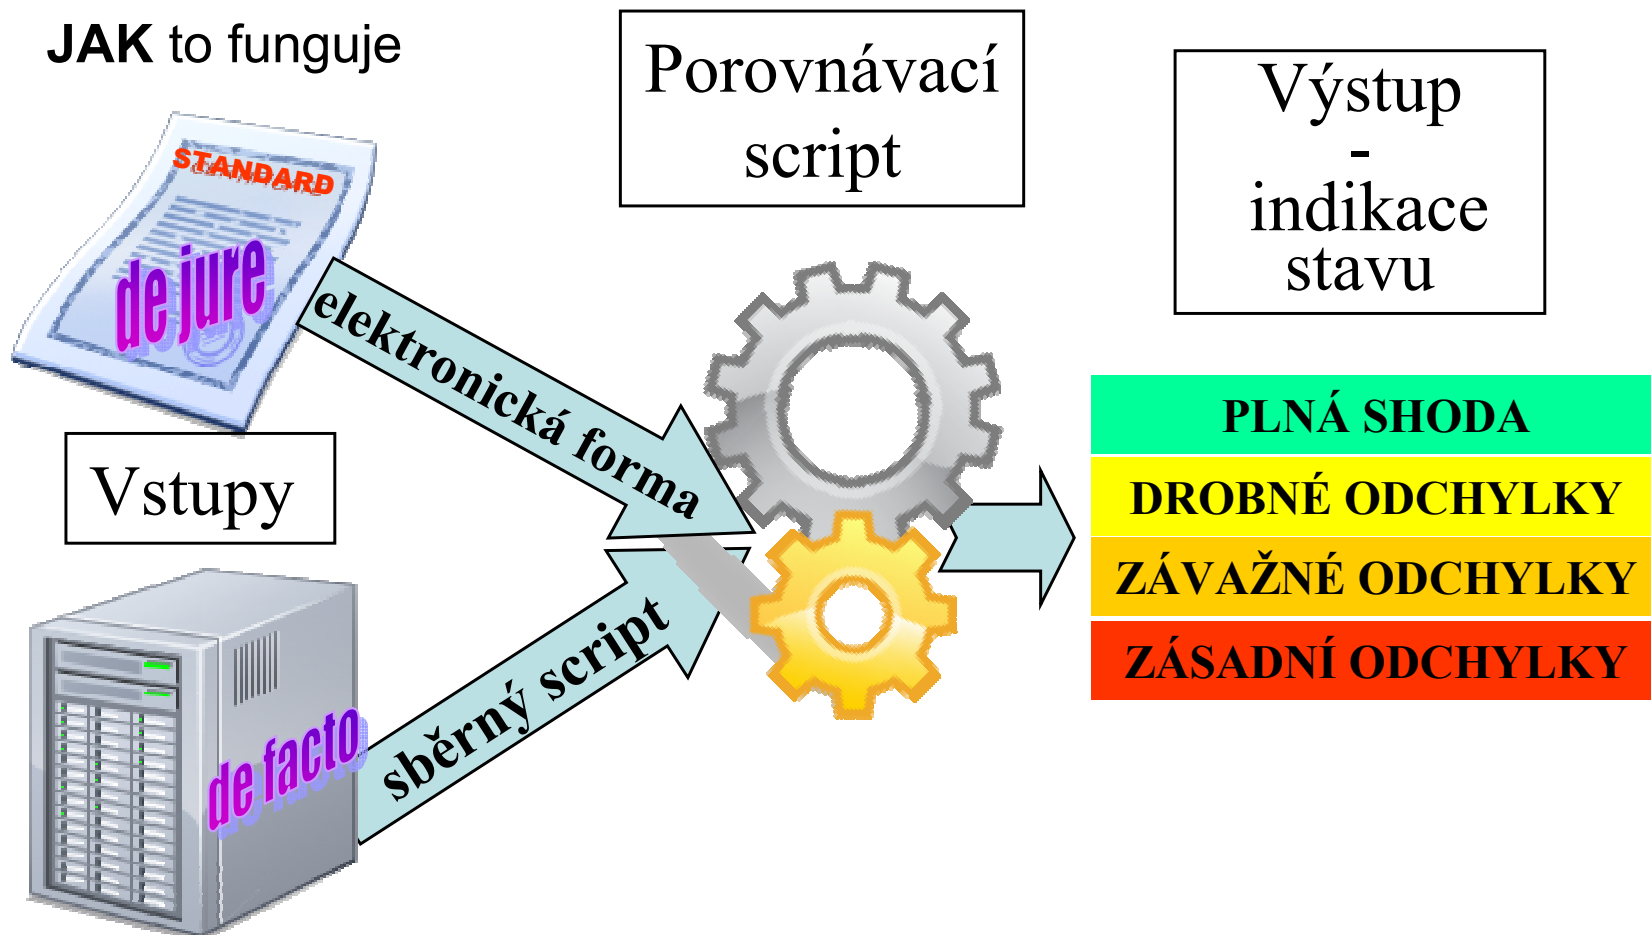 JAK to funguje
Porovnávací
script
Výstup
-
indikace
stavu
STANDARD
de jure
elektronická forma
Vstupy
de facto
sběrný script
PLNÁ SHODA
DROBNÉ ODCHYLKY
ZÁVAŽNÉ ODCHYLKY
ZÁSADNÍ ODCHYLKY